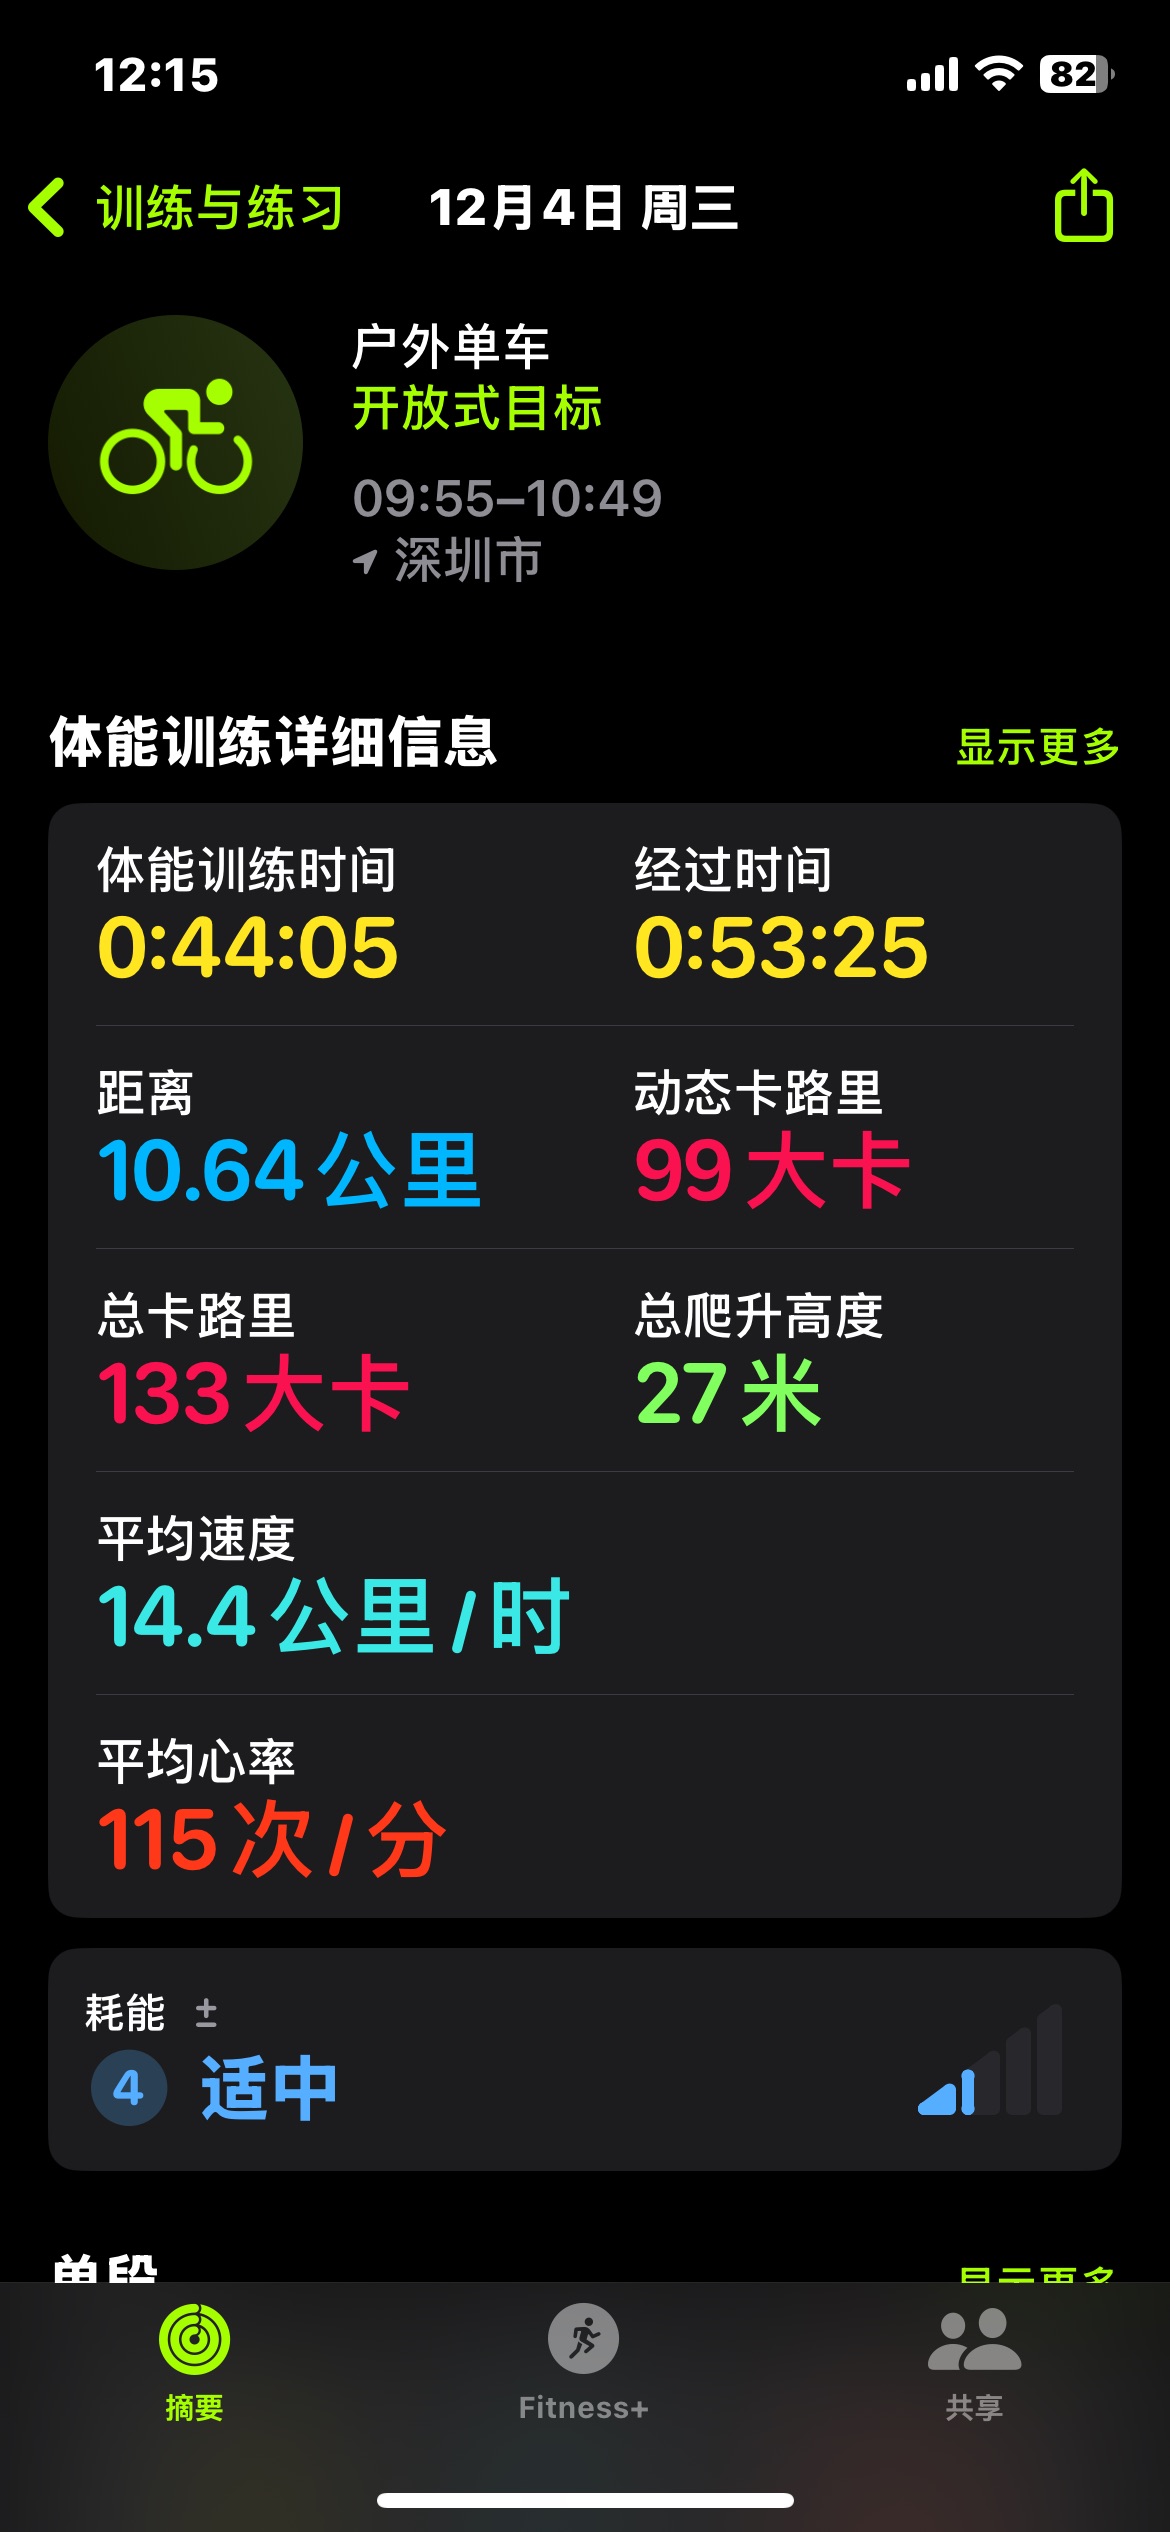 12:15
82
训练与练习
12月4日 周三
户外单车
开放式目标
09:55–10:49
深圳市
体能训练详细信息
显示更多
体能训练时间
经过时间
0:44:05
0:53:25
距离
动态卡路里
10.64公里
99大卡
总卡路里
总爬升高度
133大卡
27米
平均速度
14.4公里/时
平均心率
115次/分
耗能 ±
4 适中
单段
显示更多
摘要
Fitness+
共享